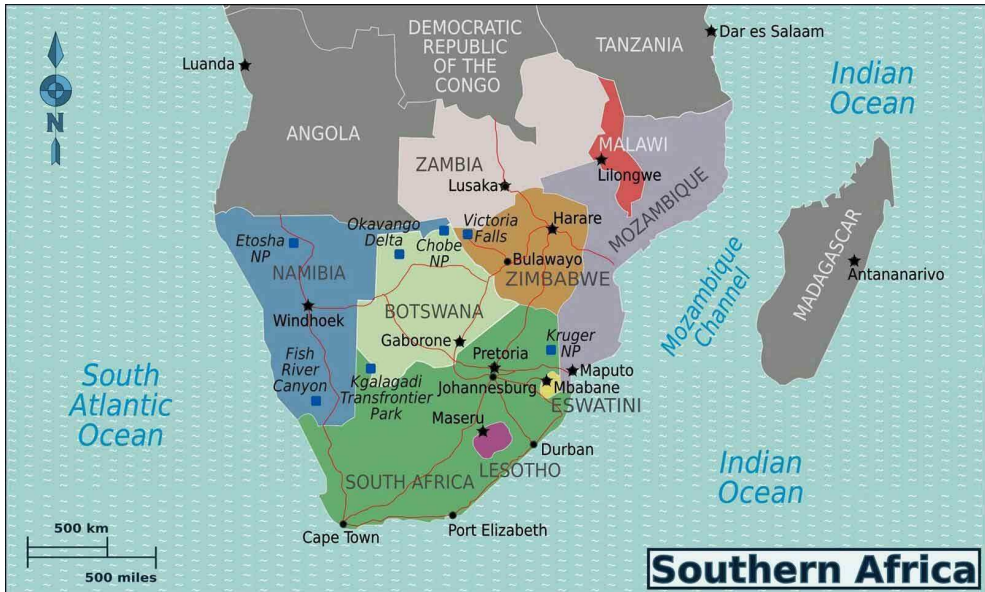 DEMOCRATIC
REPUBLIC
OF THE
CONGO
TANZANIA
Dar es Salaam
Luanda
Indian
Ocean
N
ANGOLA
MALAWI
ZAMBIA
Lilongwe
Lusaka
MOZAMBIQUE
Okavango
Delta
Victoria
Falls
Harare
Etosha
NP
Chobe
NP
MADAGASCAR
Bulawayo
NAMIBIA
ZIMBABWE
Antananarivo
Mozambique
Channel
Windhoek
BOTSWANA
Gaborone
Kruger
NP
Pretoria
Fish
River
Canyon
Maputo
South
Atlantic
Ocean
Kgalagadi
Transfrontier
Park
Johannesburg
Mbabane
ESWATINI
Maseru
Durban
LESOTHO
SOUTH AFRICA
Indian
Ocean
Cape Town
Port Elizabeth
500 km
500 miles
Southern Africa